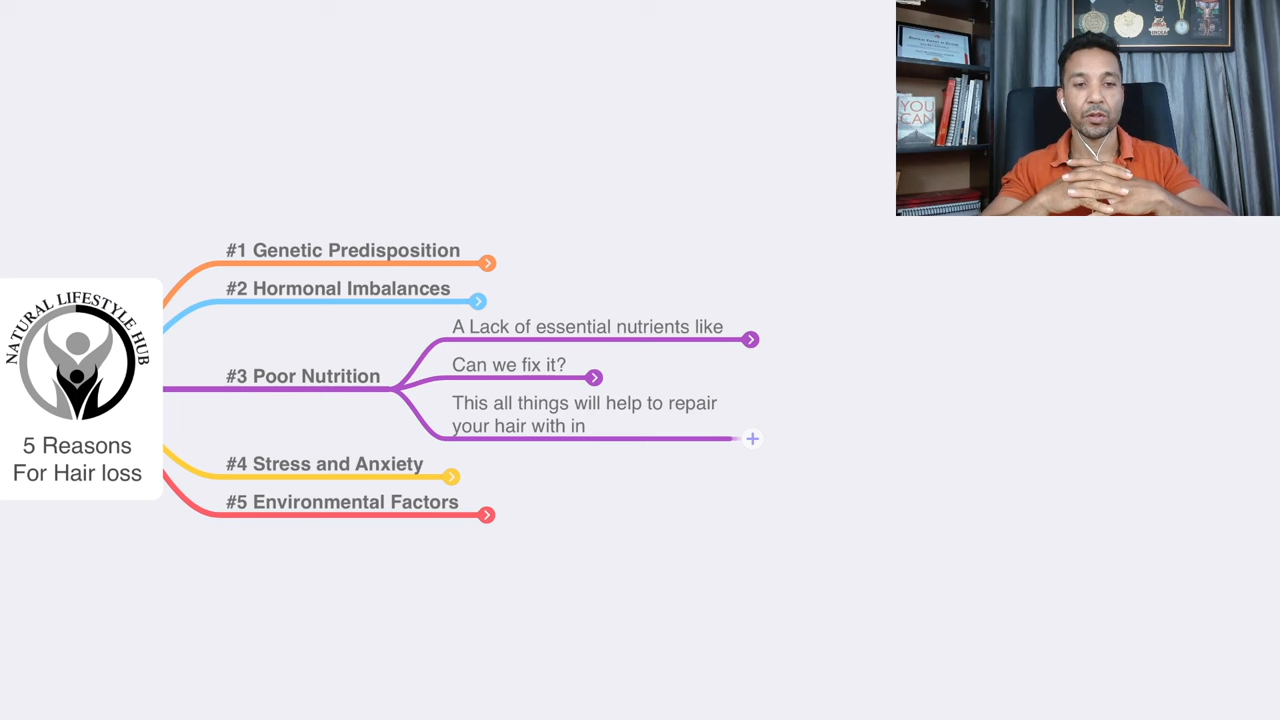 YOU
CAN
#1 Genetic Predisposition
#2 Hormonal Imbalances
A Lack of essential nutrients like
Can we fix it?
#3 Poor Nutrition
This all things will help to repair
your hair with in
NATURAL LIFESTYLE HUB
5 Reasons
For Hair loss
#4 Stress and Anxiety
#5 Environmental Factors